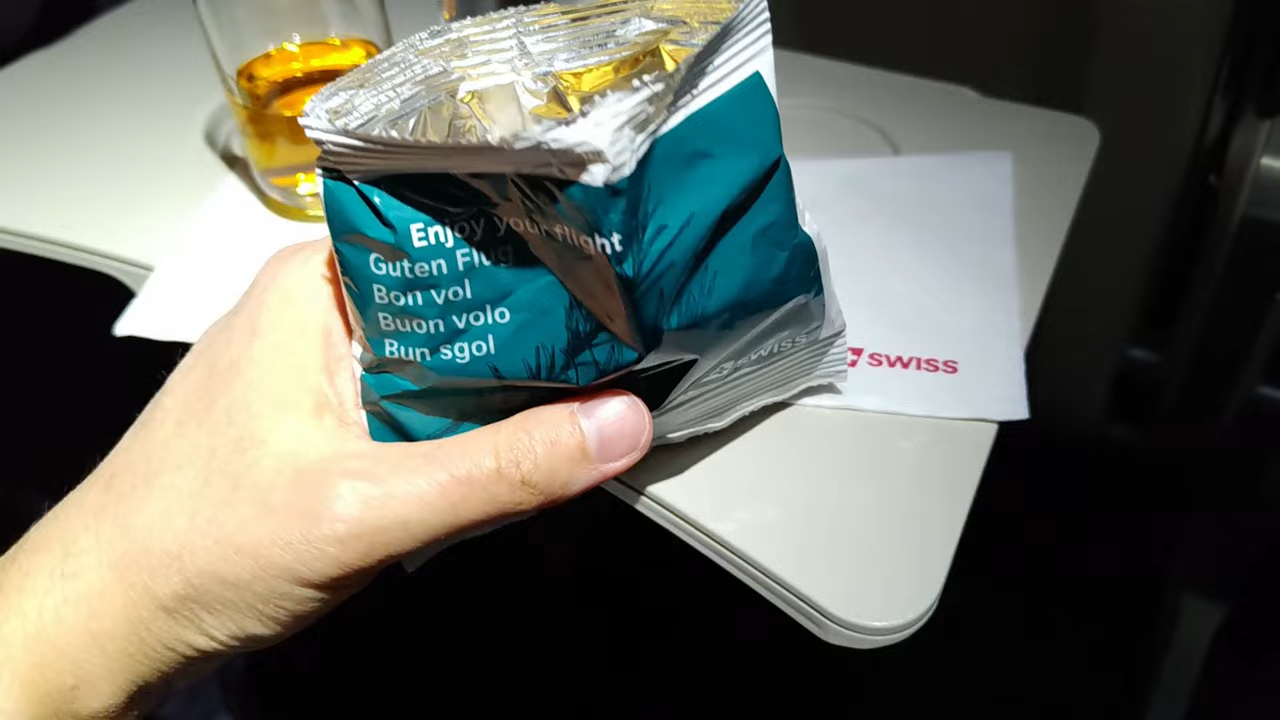 Enjoy your flight
Guten Flug
Bon vol
Buon volo
Bun sgol
SWISS
SWISS